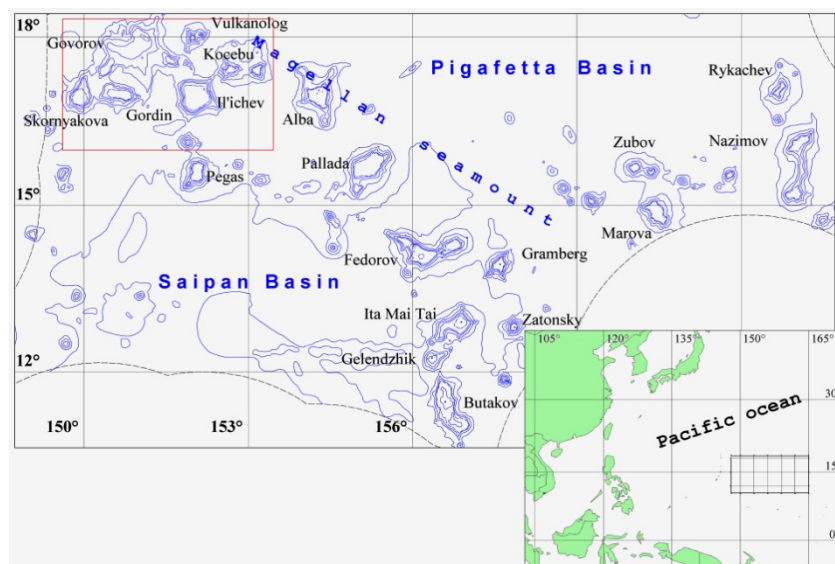 18°
Vulkanolog
Govorov
Kocebu
Magellan seamount
Pigafetta Basin
Rykachev
Skornyakova
Gordin
Il'ichev
Alba
Zubov
Nazimov
Pallada
Pegas
15°
Marova
Fedorov
Gramberg
Saipan Basin
Ita Mai Tai
Zatonsky
Gelendzhik
12°
Butakov
150°
153°
156°
105°
120°
135°
150°
165°
30
Pacific ocean
15
0